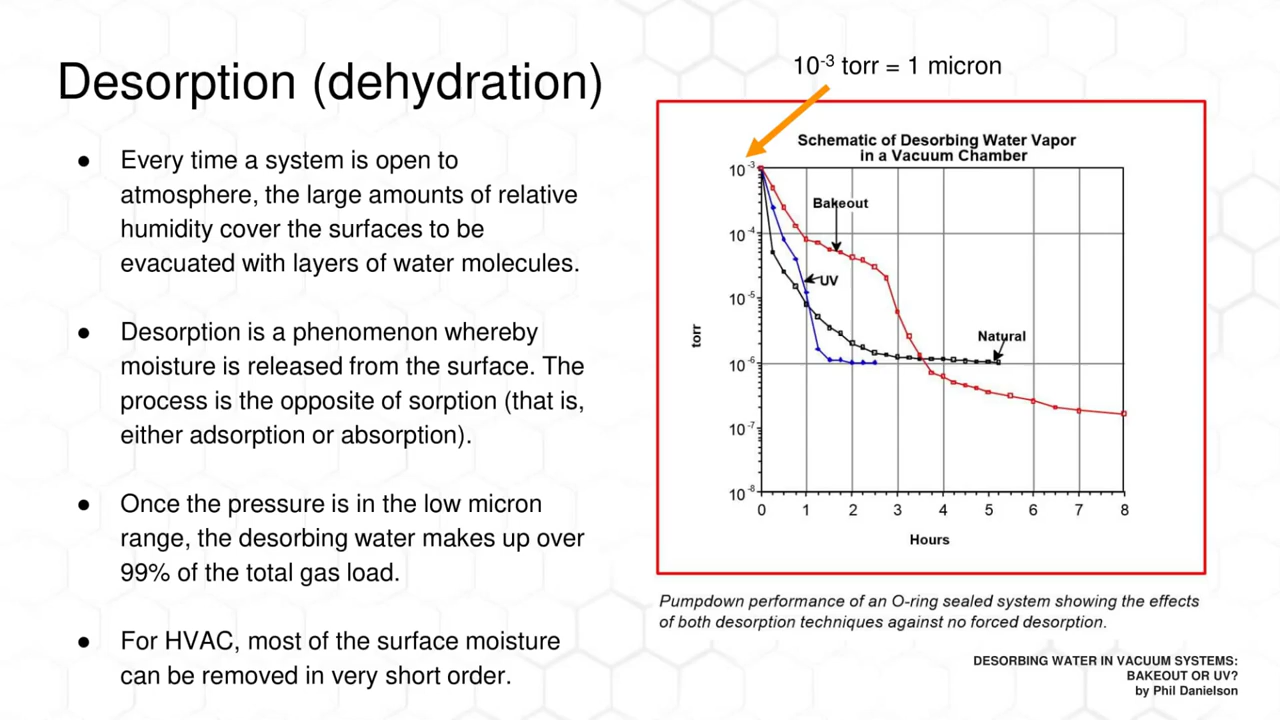 Desorption (dehydration)
● Every time a system is open to
atmosphere, the large amounts of relative
humidity cover the surfaces to be
evacuated with layers of water molecules.
● Desorption is a phenomenon whereby
moisture is released from the surface. The
process is the opposite of sorption (that is,
either adsorption or absorption).
● Once the pressure is in the low micron
range, the desorbing water makes up over
99% of the total gas load.
● For HVAC, most of the surface moisture
can be removed in very short order.
10⁻³ torr = 1 micron
Schematic of Desorbing Water Vapor
in a Vacuum Chamber
10⁻³
10⁻⁴
10⁻⁵
10⁻⁶
10⁻⁷
10⁻⁸
torr
Bakeout
UV
Natural
0 1 2 3 4 5 6 7 8
Hours
Pumpdown performance of an O-ring sealed system showing the effects
of both desorption techniques against no forced desorption.
DESORBING WATER IN VACUUM SYSTEMS:
BAKEOUT OR UV?
by Phil Danielson